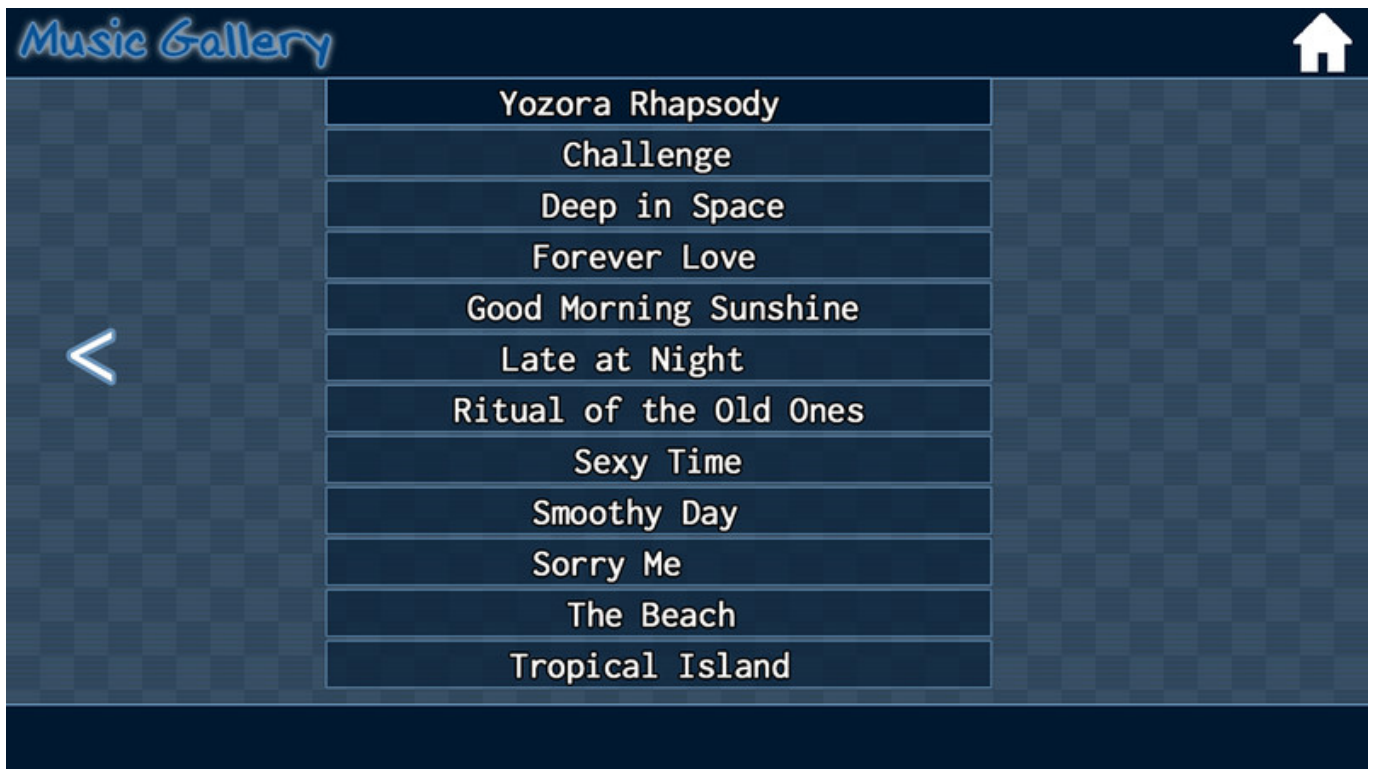 Music Gallery
Yozora Rhapsody
Challenge
Deep in Space
Forever Love
Good Morning Sunshine
Late at Night
Ritual of the Old Ones
Sexy Time
Smoothy Day
Sorry Me
The Beach
Tropical Island